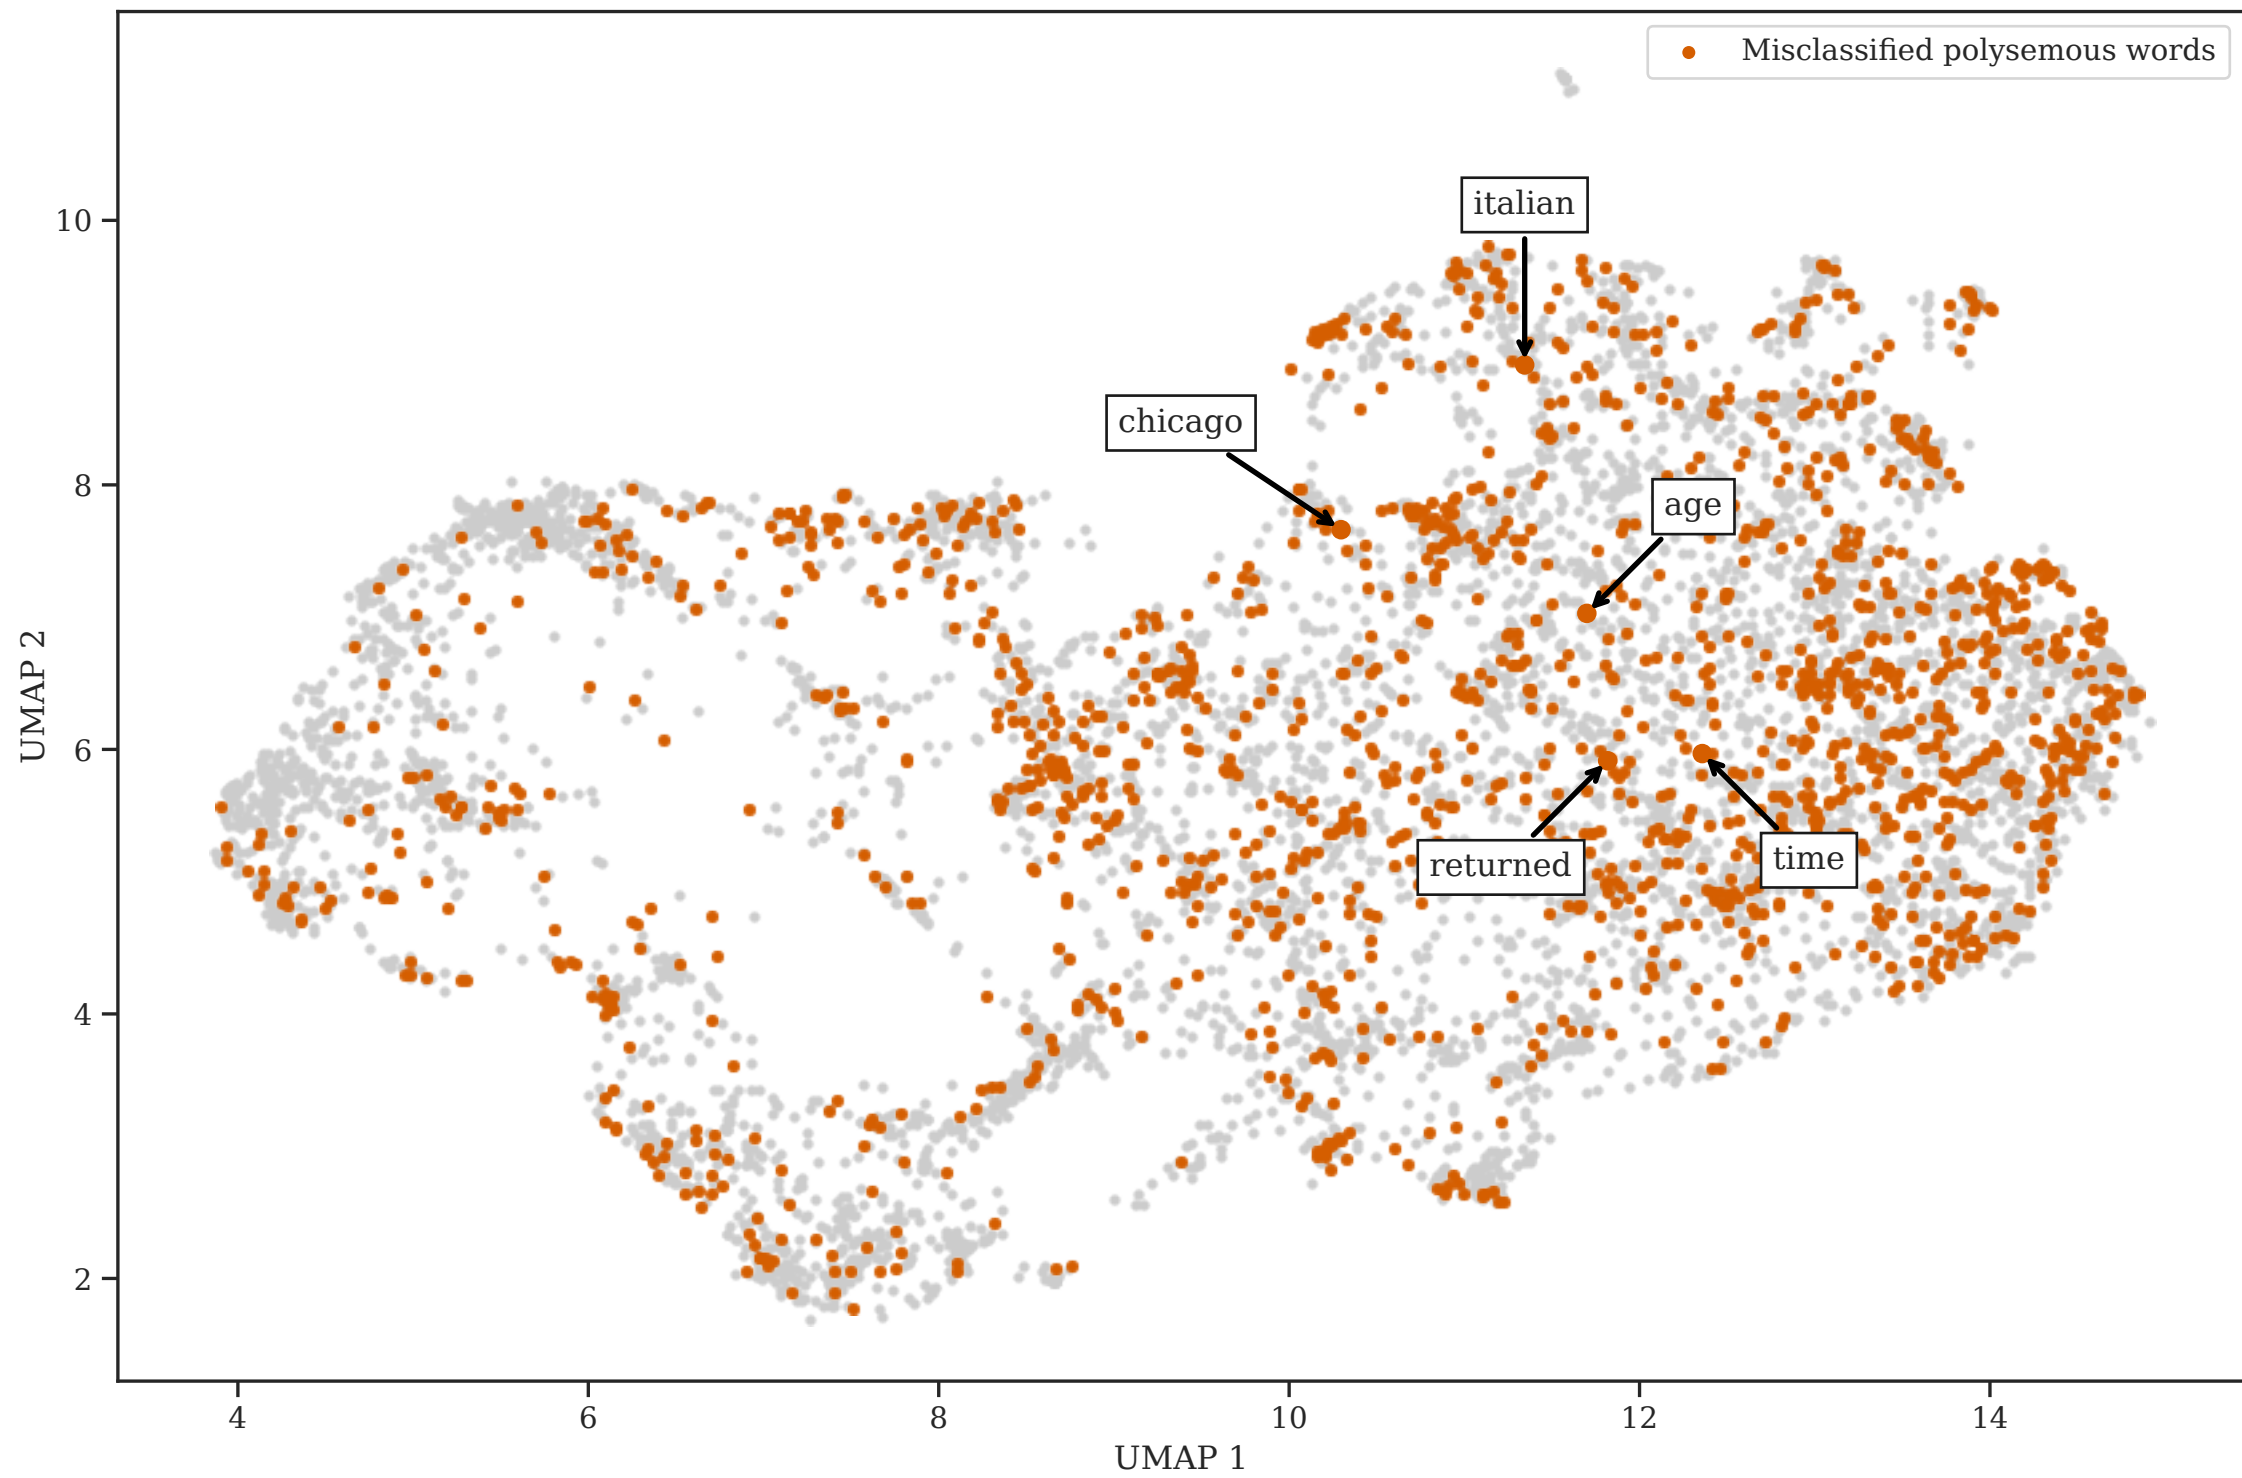 Misclassified polysemous words
italian
chicago
age
returned
time
10
8
6
4
2
UMAP 2
4 6 8 10 12 14
UMAP 1